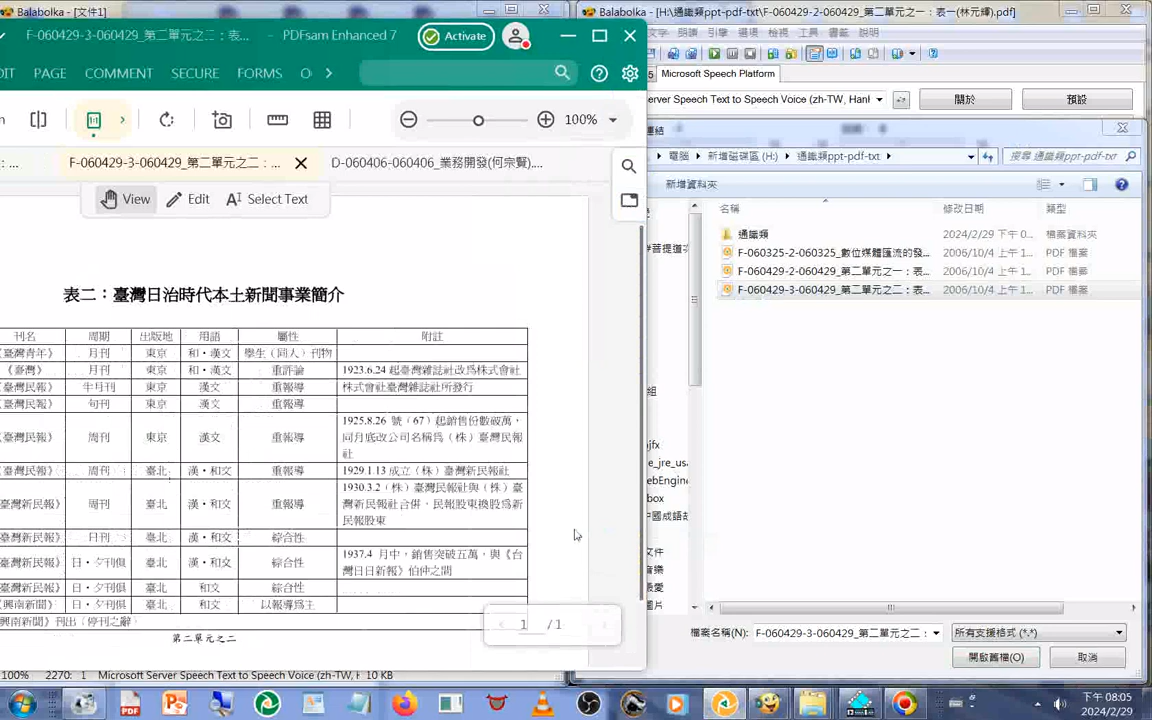 Balabolka - [文件1]
Balabolka - [H:\通識類ppt-pdf-txt\F-060429-2-060429_第二單元之一：表一(林元輝).pdf]
F-060429-3-060429_第二單元之二：表... - PDFsam Enhanced 7
Activate
DIT PAGE COMMENT SECURE FORMS O
100%
F-060429-3-060429_第二單元之二：...
D-060406-060406_業務開發(何宗賢)....
View Edit Select Text
表二：臺灣日治時代本土新聞事業簡介
刊名 周期 出版地 用語 屬性 附註
《臺灣青年》 月刊 東京 和・漢文 學生（同人）刊物
《臺灣》 月刊 東京 和・漢文 重評論 1923.6.24 起臺灣雜誌社改爲株式會社
臺灣民報》 半月刊 東京 漢文 重報導 株式會社臺灣雜誌社所發行
臺灣民報》 旬刊 東京 漢文 重報導
臺灣民報》 周刊 東京 漢文 重報導 1925.8.26 號（67）起銷售份數破萬，
同月底改公司名稱爲（株）臺灣民報
社
臺灣民報》 周刊 臺北 漢・和文 重報導 1929.1.13 成立（株）臺灣新民報社
臺灣新民報》 周刊 臺北 漢・和文 重報導 1930.3.2（株）臺灣民報社與（株）臺
灣新民報社合併，民報股東換股爲新
民報股東
臺灣新民報》 日刊 臺北 漢・和文 綜合性
臺灣新民報》 日・夕刊俱 臺北 漢・和文 綜合性 1937.4 月中，銷售突破五萬，與《台
灣日日新報》伯仲之間
臺灣新民報》 日・夕刊俱 臺北 和文 綜合性
《興南新聞》 日・夕刊俱 臺北 和文 以報導爲主
興南新聞》刊出「停刊之辭」
第二單元之二
1 /1
100% 2270: 1 Microsoft Server Speech Text to Speech Voice (zh-TW, H 10 KB
文字 朗讀 引擎 選項 檢視 工具 書籤 說明
5 Microsoft Speech Platform
erver Speech Text to Speech Voice (zh-TW, Hanl
關於 預設
電腦 新增磁碟區 (H:) 通識類ppt-pdf-txt
搜尋 通識類ppt-pdf-txt
新增資料夾
名稱 修改日期 類型
通識類 2024/2/29 下午 0... 檔案資料夾
F-060325-2-060325_數位媒體匯流的發... 2006/10/4 上午 1... PDF 檔案
F-060429-2-060429_第二單元之一：表... 2006/10/4 上午 1... PDF 檔案
F-060429-3-060429_第二單元之二：表... 2006/10/4 上午 1... PDF 檔案
檔案名稱(N): F-060429-3-060429_第二單元之二：
所有支援格式 (*.*)
開啟舊檔(O) 取消
下午 08:05
2024/2/29